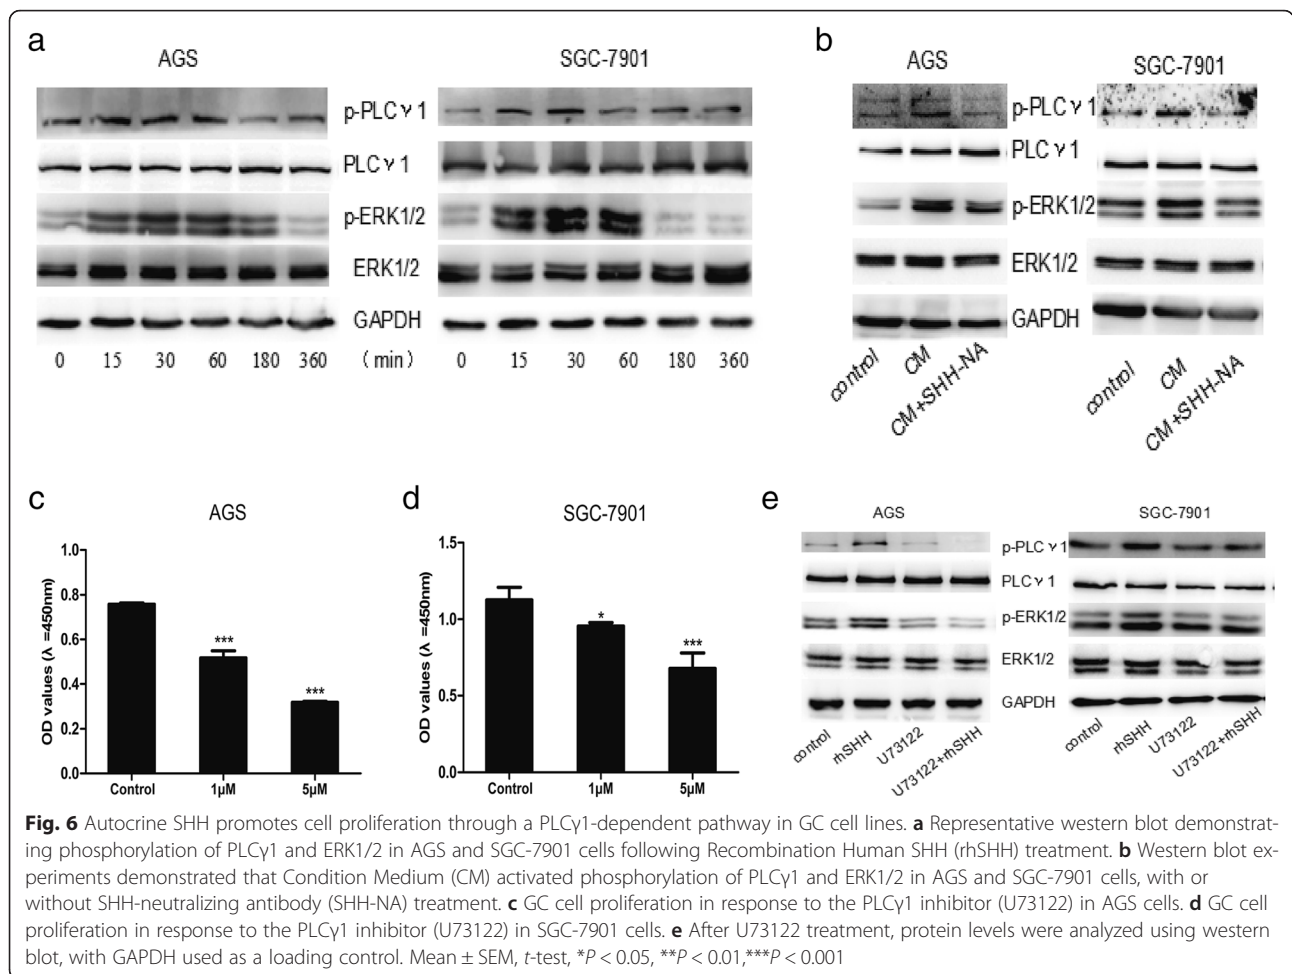 a
AGS
SGC-7901
p-PLCγ1
PLCγ1
p-ERK1/2
ERK1/2
GAPDH
0 15 30 60 180 360 (min) 0 15 30 60 180 360
b
AGS
SGC-7901
p-PLCγ1
PLCγ1
p-ERK1/2
ERK1/2
GAPDH
control CM CM+SHH-NA
control CM CM+SHH-NA
c
AGS
OD values (λ =450nm)
1.0
0.8
0.6
0.4
0.2
0.0
***
***
Control 1μM 5μM
d
SGC-7901
OD values (λ =450nm)
1.5
1.0
0.5
0.0
*
***
Control 1μM 5μM
e
AGS
SGC-7901
p-PLCγ1
PLCγ1
p-ERK1/2
ERK1/2
GAPDH
control rhSHH U73122 U73122+rhSHH
control rhSHH U73122 U73122+rhSHH
Fig. 6 Autocrine SHH promotes cell proliferation through a PLCγ1-dependent pathway in GC cell lines. a Representative western blot demonstrat-
ing phosphorylation of PLCγ1 and ERK1/2 in AGS and SGC-7901 cells following Recombination Human SHH (rhSHH) treatment. b Western blot ex-
periments demonstrated that Condition Medium (CM) activated phosphorylation of PLCγ1 and ERK1/2 in AGS and SGC-7901 cells, with or
without SHH-neutralizing antibody (SHH-NA) treatment. c GC cell proliferation in response to the PLCγ1 inhibitor (U73122) in AGS cells. d GC cell
proliferation in response to the PLCγ1 inhibitor (U73122) in SGC-7901 cells. e After U73122 treatment, protein levels were analyzed using western
blot, with GAPDH used as a loading control. Mean ± SEM, t-test, *P < 0.05, **P < 0.01,***P < 0.001